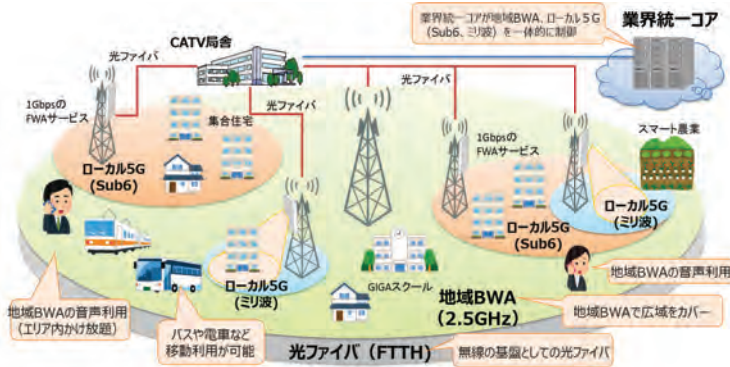 業界統一コアが地域BWA、ローカル5G
(Sub6、ミリ波)を一体的に制御
業界統一コア
CATV局舎
光ファイバ
光ファイバ
光ファイバ
1Gbpsの
FWAサービス
集合住宅
ローカル5G
(Sub6)
1Gbpsの
FWAサービス
スマート農業
ローカル5G
(ミリ波)
ローカル5G
(Sub6)
ローカル5G
(ミリ波)
GIGAスクール
地域BWAの音声利用
地域BWAの音声利用
(エリア内かけ放題)
バスや電車など
移動利用が可能
地域BWA
(2.5GHz)
地域BWAで広域をカバー
光ファイバ(FTTH)
無線の基盤としての光ファイバ